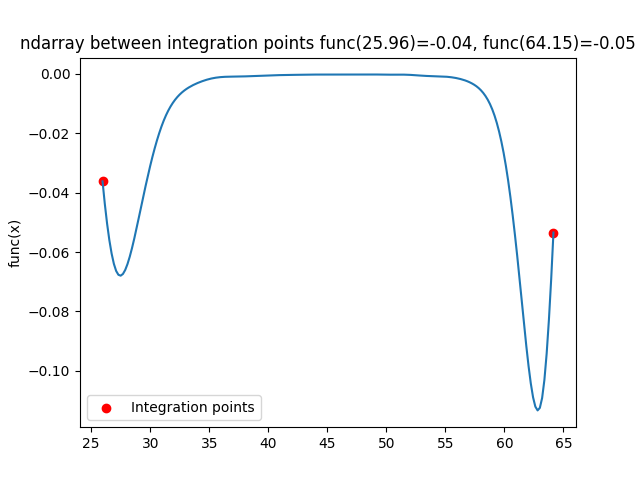 ndarray between integration points func(25.96)=-0.04, func(64.15)=-0.05
0.00
−0.02
−0.04
−0.06
−0.08
−0.10
func(x)
Integration points
25 30 35 40 45 50 55 60 65